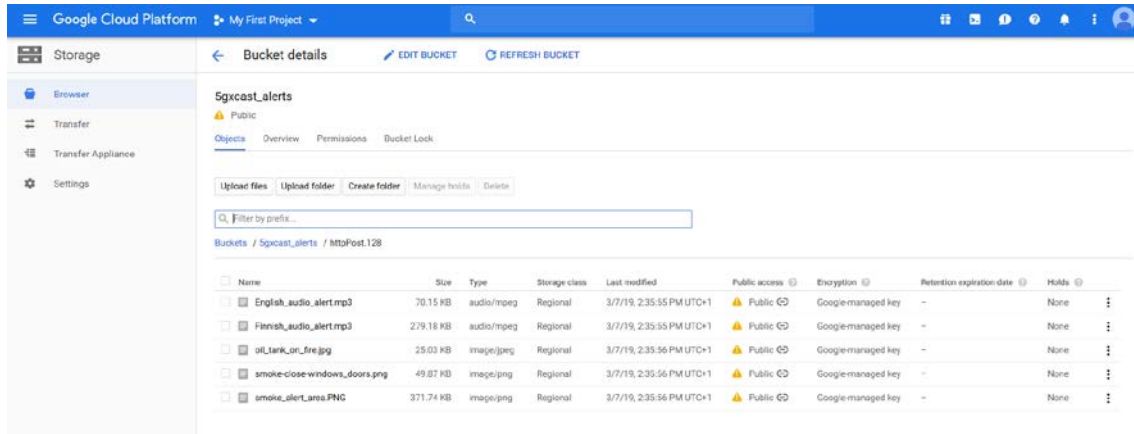 Google Cloud Platform My First Project
Storage
Bucket details EDIT BUCKET REFRESH BUCKET
Browser
Transfer
Transfer Appliance
Settings
5gxcast_alerts
Public
Objects Overview Permissions Bucket Lock
Upload files Upload folder Create folder Manage holds Delete
Filter by prefix...
Buckets / 5gxcast_alerts / httpPost.128
Name Size Type Storage class Last modified Public access Encryption Retention expiration date Holds
English_audio_alert.mp3 70.15 KB audio/mpeg Regional 3/7/19, 2:35:55 PM UTC+1 Public Google-managed key – None
Finnish_audio_alert.mp3 279.18 KB audio/mpeg Regional 3/7/19, 2:35:55 PM UTC+1 Public Google-managed key – None
oil_tank_on_fire.jpg 25.03 KB image/jpeg Regional 3/7/19, 2:35:56 PM UTC+1 Public Google-managed key – None
smoke-close-windows_doors.png 49.87 KB image/png Regional 3/7/19, 2:35:56 PM UTC+1 Public Google-managed key – None
smoke_alert_area.PNG 371.74 KB image/png Regional 3/7/19, 2:35:56 PM UTC+1 Public Google-managed key – None